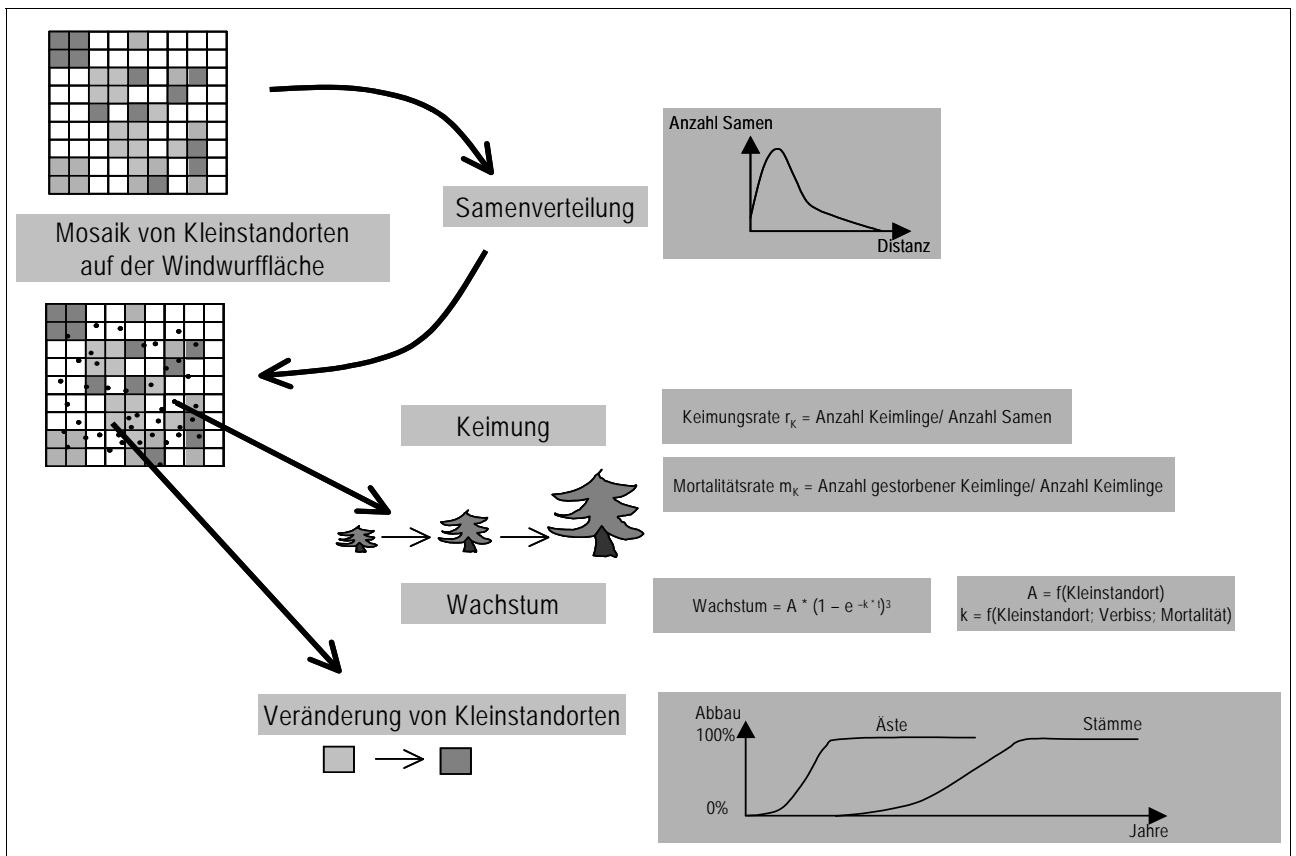 Mosaik von Kleinstandorten
auf der Windwurffläche
Samenverteilung
Anzahl Samen
Distanz
Keimung
Keimungsrate rK = Anzahl Keimlinge/ Anzahl Samen
Mortalitätsrate mK = Anzahl gestorbener Keimlinge/ Anzahl Keimlinge
Wachstum
Wachstum = A * (1 – e –k * t)³
A = f(Kleinstandort)
k = f(Kleinstandort; Verbiss; Mortalität)
Veränderung von Kleinstandorten
Abbau
100%
Äste
Stämme
0%
Jahre